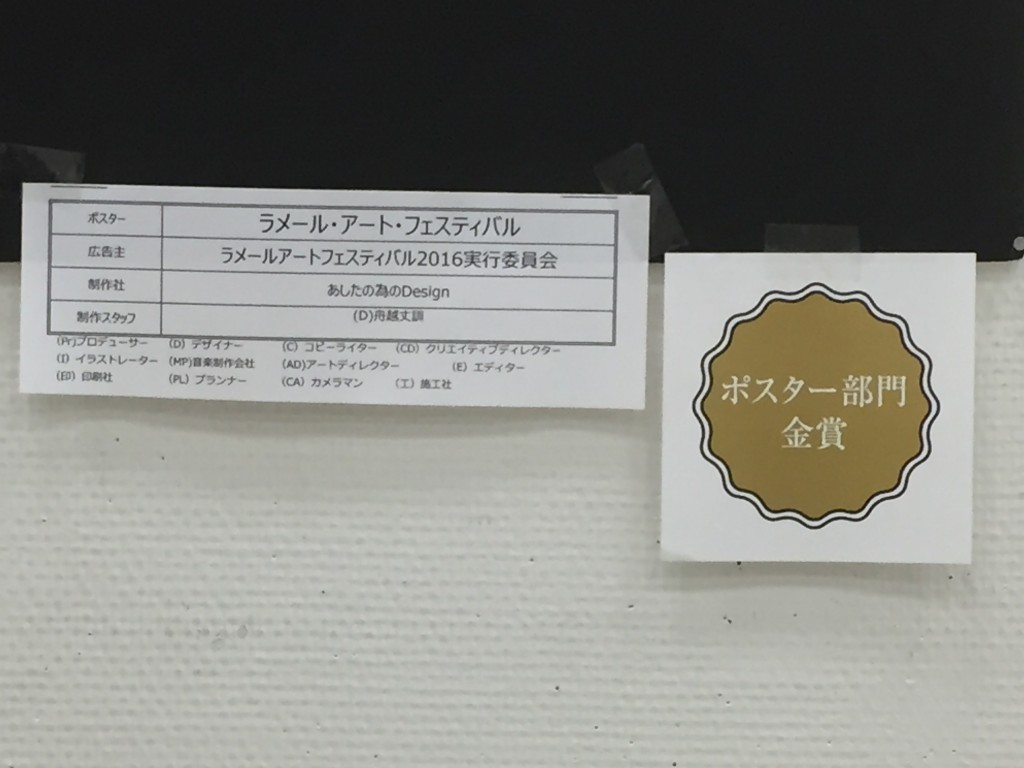 ポスター ラメール・アート・フェスティバル
広告主 ラメールアートフェスティバル2016実行委員会
制作社 あしたの為のDesign
制作スタッフ (D)舟越丈訓
(Pr)プロデューサー (D) デザイナー (C) コピーライター (CD) クリエイティブディレクター
(I) イラストレーター (MP)音楽制作会社 (AD)アートディレクター (E) エディター
(印) 印刷社 (PL) プランナー (CA) カメラマン (工) 施工社
ポスター部門
金賞